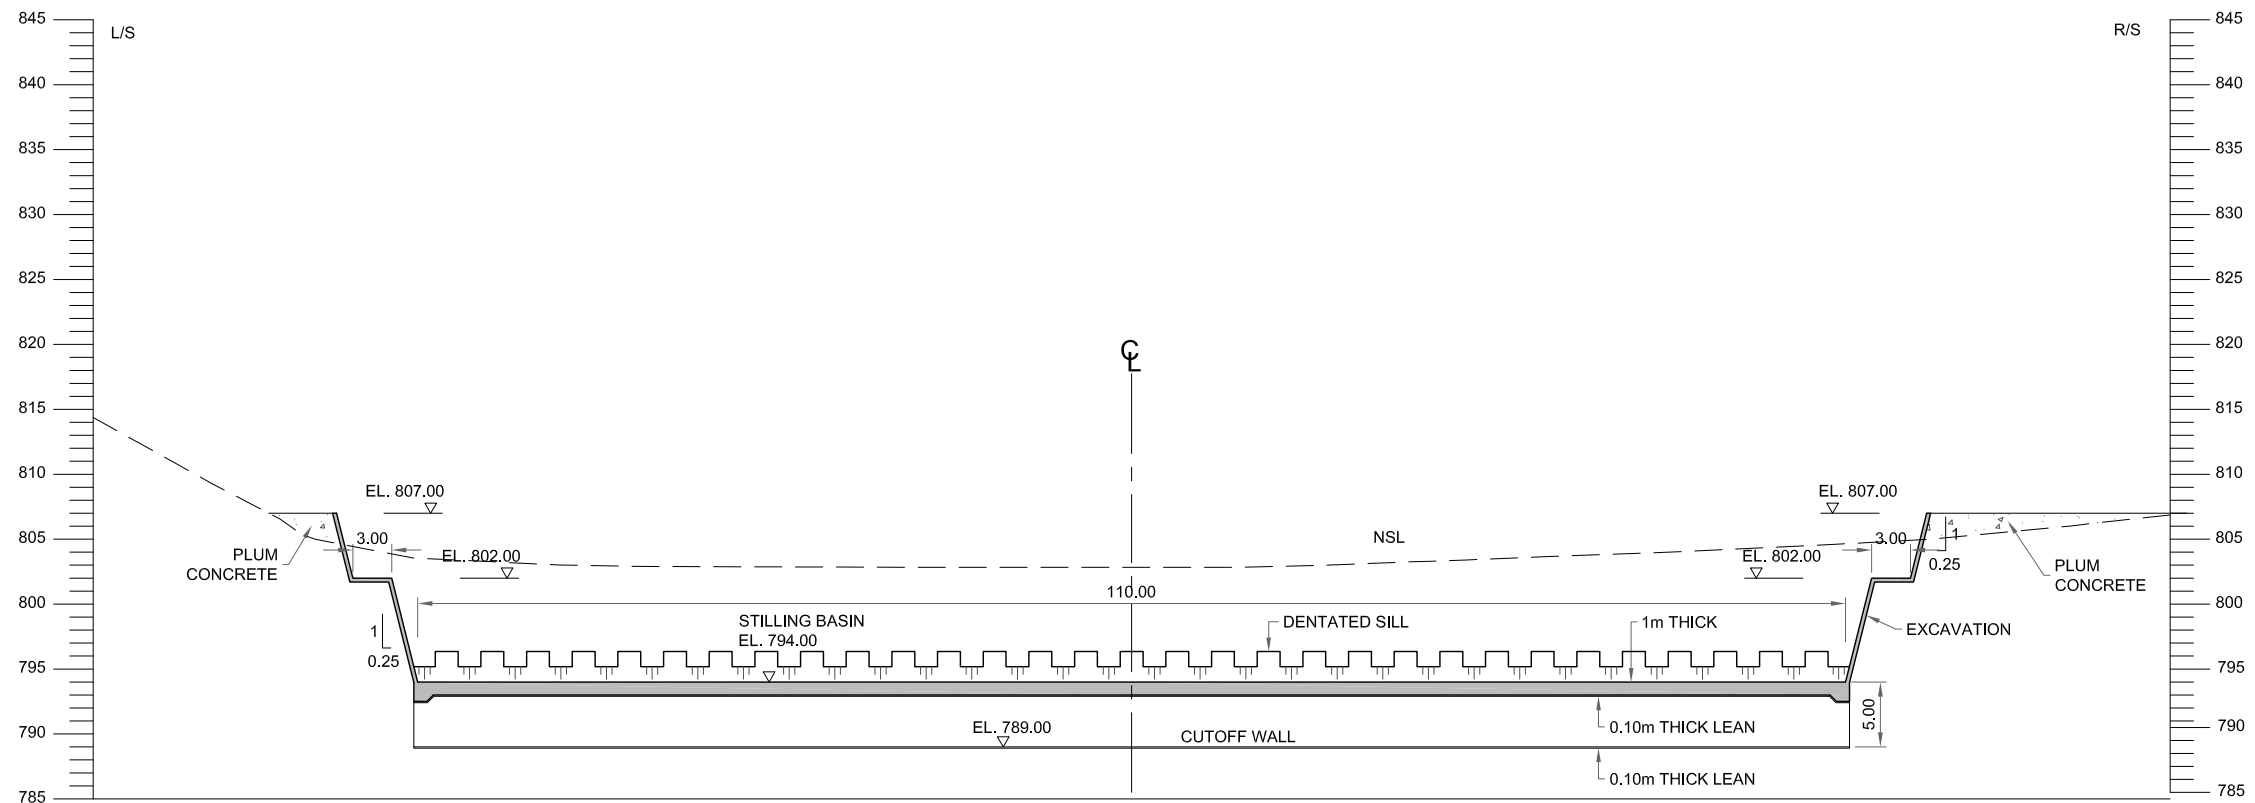 845
840
835
830
825
820
815
810
805
800
795
790
785
L/S
R/S
845
840
835
830
825
820
815
810
805
800
795
790
785
CL
EL. 807.00
EL. 807.00
3.00
EL. 802.00
NSL
3.00
EL. 802.00
1
0.25
PLUM
CONCRETE
PLUM
CONCRETE
110.00
1
0.25
STILLING BASIN
EL. 794.00
DENTATED SILL
1m THICK
EXCAVATION
5.00
EL. 789.00
CUTOFF WALL
0.10m THICK LEAN
0.10m THICK LEAN